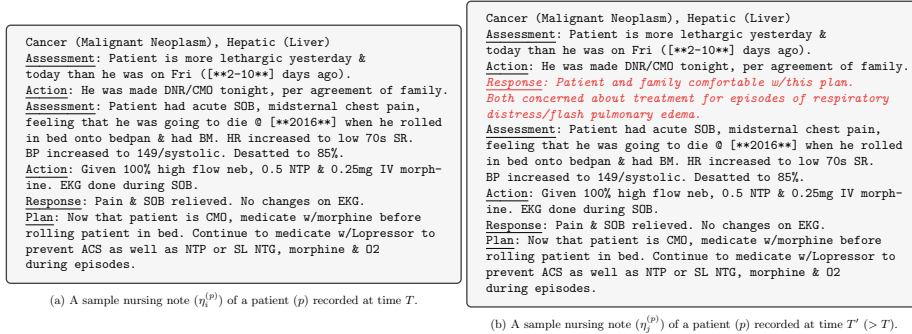 Cancer (Malignant Neoplasm), Hepatic (Liver)
Assessment: Patient is more lethargic yesterday &
today than he was on Fri ([**2-10**] days ago).
Action: He was made DNR/CMO tonight, per agreement of family.
Assessment: Patient had acute SOB, midsternal chest pain,
feeling that he was going to die @ [**2016**] when he rolled
in bed onto bedpan & had BM. HR increased to low 70s SR.
BP increased to 149/systolic. Desatted to 85%.
Action: Given 100% high flow neb, 0.5 NTP & 0.25mg IV morph-
ine. EKG done during SOB.
Response: Pain & SOB relieved. No changes on EKG.
Plan: Now that patient is CMO, medicate w/morphine before
rolling patient in bed. Continue to medicate w/Lopressor to
prevent ACS as well as NTP or SL NTG, morphine & O2
during episodes.
(a) A sample nursing note (η_i^(p)) of a patient (p) recorded at time T.
Cancer (Malignant Neoplasm), Hepatic (Liver)
Assessment: Patient is more lethargic yesterday &
today than he was on Fri ([**2-10**] days ago).
Action: He was made DNR/CMO tonight, per agreement of family.
Response: Patient and family comfortable w/this plan.
Both concerned about treatment for episodes of respiratory
distress/flash pulmonary edema.
Assessment: Patient had acute SOB, midsternal chest pain,
feeling that he was going to die @ [**2016**] when he rolled
in bed onto bedpan & had BM. HR increased to low 70s SR.
BP increased to 149/systolic. Desatted to 85%.
Action: Given 100% high flow neb, 0.5 NTP & 0.25mg IV morph-
ine. EKG done during SOB.
Response: Pain & SOB relieved. No changes on EKG.
Plan: Now that patient is CMO, medicate w/morphine before
rolling patient in bed. Continue to medicate w/Lopressor to
prevent ACS as well as NTP or SL NTG, morphine & O2
during episodes.
(b) A sample nursing note (η_j^(p)) of a patient (p) recorded at time T′ (> T).